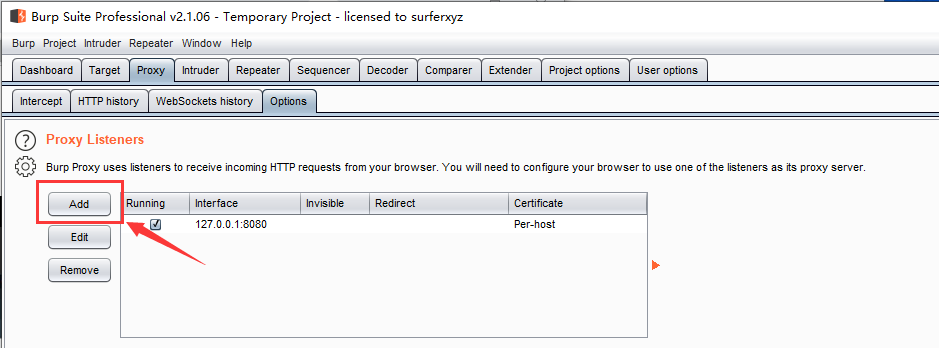 Burp Suite Professional v2.1.06 - Temporary Project - licensed to surferxyz
Burp Project Intruder Repeater Window Help
Dashboard Target Proxy Intruder Repeater Sequencer Decoder Comparer Extender Project options User options
Intercept HTTP history WebSockets history Options
? Proxy Listeners
Burp Proxy uses listeners to receive incoming HTTP requests from your browser. You will need to configure your browser to use one of the listeners as its proxy server.
Add Running Interface Invisible Redirect Certificate
127.0.0.1:8080 Per-host
Edit
Remove